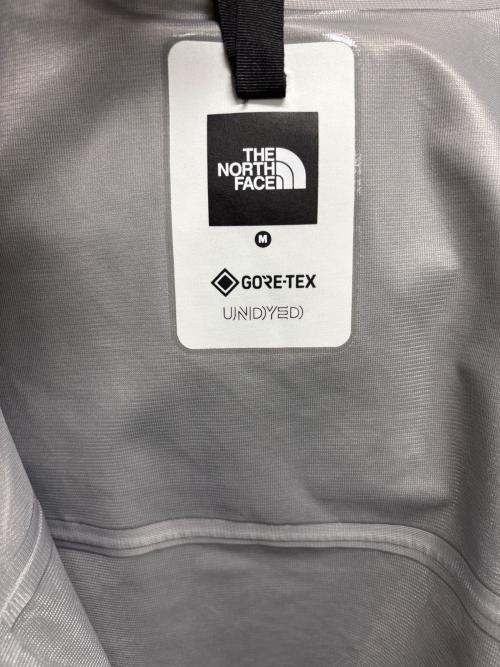 THE
NORTH
FACE
M
GORE-TEX
UNDYED